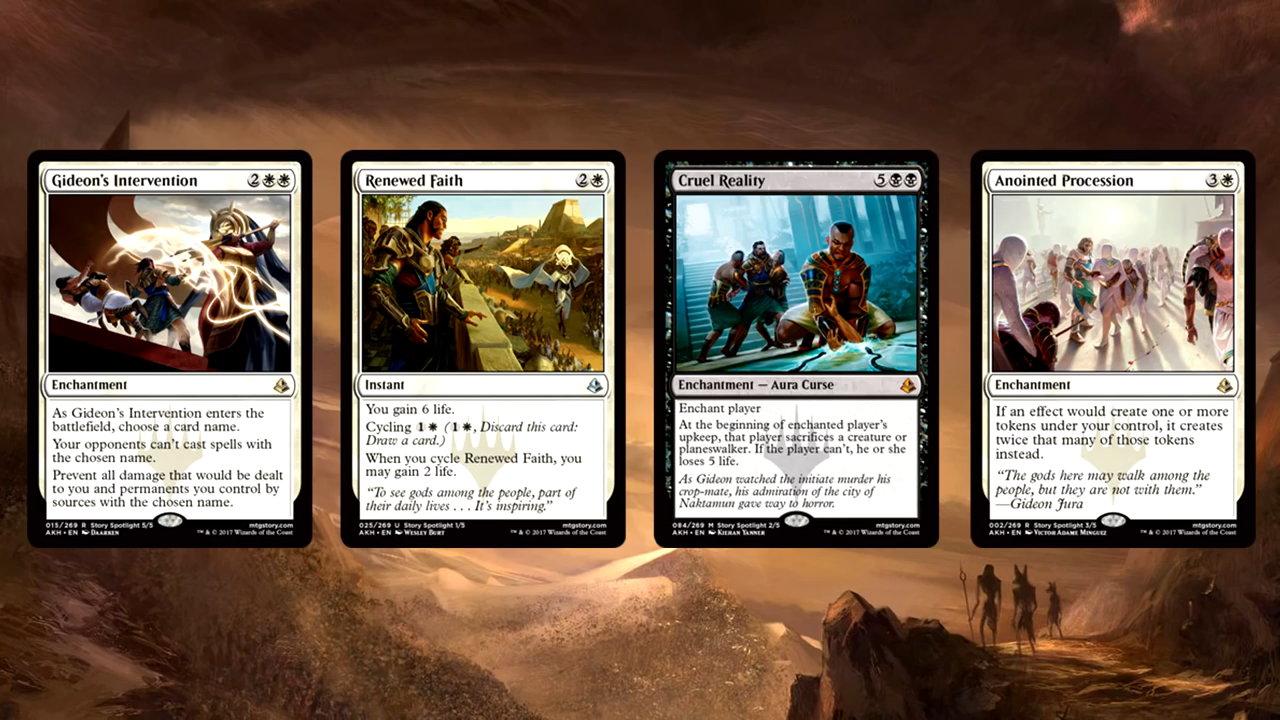 Gideon's Intervention 2
As Gideon's Intervention enters the
battlefield, choose a card name.
Your opponents can't cast spells with
the chosen name.
Prevent all damage that would be dealt
to you and permanents you control by
sources with the chosen name.
Enchantment
015/269 R Story Spotlight 5/5 mtgstory.com
AKH • EN Daarken ™ & © 2017 Wizards of the Coast
Renewed Faith 2
Instant
You gain 6 life.
Cycling 1 (1, Discard this card:
Draw a card.)
When you cycle Renewed Faith, you
may gain 2 life.
"To see gods among the people, part of
their daily lives . . . It's inspiring."
025/269 U Story Spotlight 1/5 mtgstory.com
AKH • EN Wesley Burt ™ & © 2017 Wizards of the Coast
Cruel Reality 5
Enchantment — Aura Curse
Enchant player
At the beginning of enchanted player's
upkeep, that player sacrifices a creature or
planeswalker. If the player can't, he or she
loses 5 life.
As Gideon watched the initiate murder his
crop-mate, his admiration of the city of
Naktamun gave way to horror.
084/269 M Story Spotlight 2/5 mtgstory.com
AKH • EN Kieran Yanner ™ & © 2017 Wizards of the Coast
Anointed Procession 3
Enchantment
If an effect would create one or more
tokens under your control, it creates
twice that many of those tokens
instead.
"The gods here may walk among the
people, but they are not with them."
—Gideon Jura
002/269 R Story Spotlight 3/5 mtgstory.com
AKH • EN Victor Adame Minguez ™ & © 2017 Wizards of the Coast